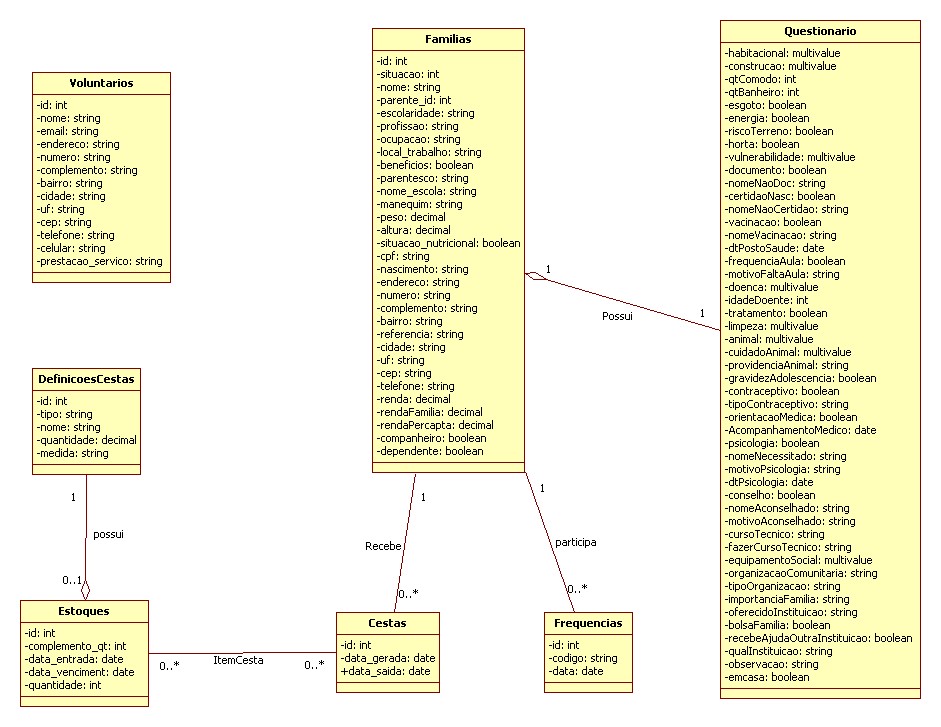 Voluntarios
-id: int
-nome: string
-email: string
-endereco: string
-numero: string
-complemento: string
-bairro: string
-cidade: string
-uf: string
-cep: string
-telefone: string
-celular: string
-prestacao_servico: string
Familias
-id: int
-situacao: int
-nome: string
-parente_id: int
-escolaridade: string
-profissao: string
-ocupacao: string
-local_trabalho: string
-beneficios: boolean
-parentesco: string
-nome_escola: string
-manequim: string
-peso: decimal
-altura: decimal
-situacao_nutricional: boolean
-cpf: string
-nascimento: string
-endereco: string
-numero: string
-complemento: string
-bairro: string
-referencia: string
-cidade: string
-uf: string
-cep: string
-telefone: string
-renda: decimal
-rendaFamilia: decimal
-rendaPercapta: decimal
-companheiro: boolean
-dependente: boolean
1
Possui
1
Questionario
-habitacional: multivalue
-construcao: multivalue
-qtComodo: int
-qtBanheiro: int
-esgoto: boolean
-energia: boolean
-riscoTerreno: boolean
-horta: boolean
-vulnerabilidade: multivalue
-documento: boolean
-nomeNaoDoc: string
-certidaoNasc: boolean
-nomeNaoCertidao: string
-vacinacao: boolean
-nomeVacinacao: string
-dtPostoSaude: date
-frequenciaAula: boolean
-motivoFaltaAula: string
-doenca: multivalue
-idadeDoente: int
-tratamento: boolean
-limpeza: multivalue
-animal: multivalue
-cuidadoAnimal: multivalue
-providenciaAnimal: string
-gravidezAdolescencia: boolean
-contraceptivo: boolean
-tipoContraceptivo: string
-orientacaoMedica: boolean
-AcompanhamentoMedico: date
-psicologia: boolean
-nomeNecessitado: string
-motivoPsicologia: string
-dtPsicologia: date
-conselho: boolean
-nomeAconselhado: string
-motivoAconselhado: string
-cursoTecnico: string
-fazerCursoTecnico: string
-equipamentoSocial: multivalue
-organizacaoComunitaria: string
-tipoOrganizacao: string
-importanciaFamilia: string
-oferecidoInstituicao: string
-bolsaFamilia: boolean
-recebeAjudaOutraInstituicao: boolean
-qualInstituicao: string
-observacao: string
-emcasa: boolean
DefinicoesCestas
-id: int
-tipo: string
-nome: string
-quantidade: decimal
-medida: string
1
possui
0..1
1
Recebe
0..*
1
participa
0..*
Estoques
-id: int
-complemento_qt: int
-data_entrada: date
-data_venciment: date
-quantidade: int
0..*
ItemCesta
0..*
Cestas
-id: int
-data_gerada: date
+data_saida: date
Frequencias
-id: int
-codigo: string
-data: date